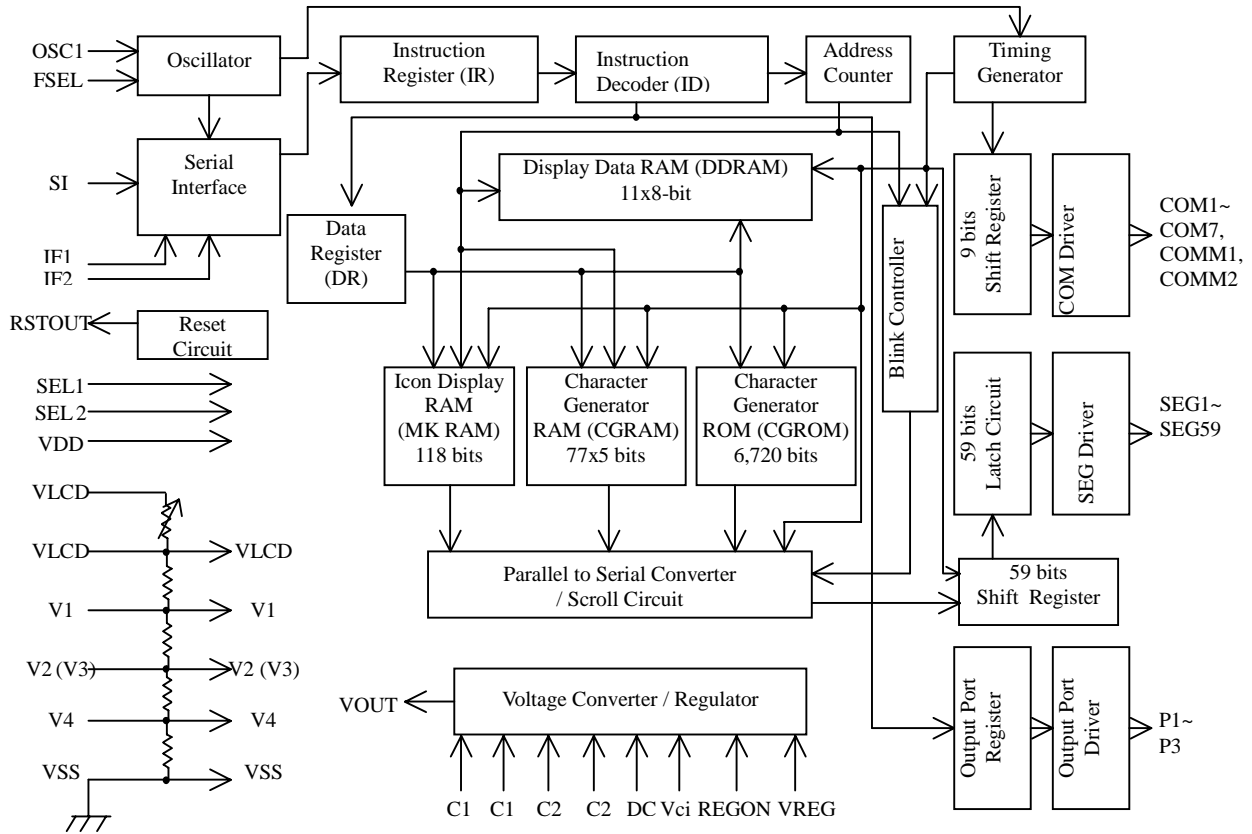 OSC1
FSEL
Oscillator
Instruction
Register (IR)
Instruction
Decoder (ID)
Address
Counter
Timing
Generator
SI
Serial
Interface
IF1
IF2
Display Data RAM (DDRAM)
11x8-bit
Data
Register
(DR)
Blink Controller
9 bits
Shift Register
COM Driver
COM1~
COM7,
COMM1,
COMM2
RSTOUT
Reset
Circuit
SEL1
SEL2
VDD
Icon Display
RAM
(MK RAM)
118 bits
Character
Generator
RAM (CGRAM)
77x5 bits
Character
Generator
ROM (CGROM)
6,720 bits
59 bits
Latch Circuit
SEG Driver
SEG1~
SEG59
VLCD
VLCD
VLCD
V1
V1
V2 (V3)
V2 (V3)
V4
V4
VSS
VSS
Parallel to Serial Converter
/ Scroll Circuit
59 bits
Shift Register
VOUT
Voltage Converter / Regulator
C1
C1
C2
C2
DC
Vci
REGON
VREG
Output Port
Register
Output Port
Driver
P1~
P3